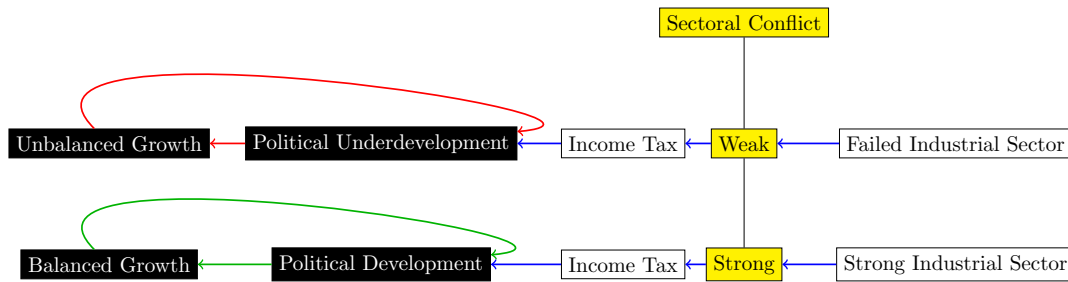 Sectoral Conflict
Unbalanced Growth
Political Underdevelopment
Income Tax
Weak
Failed Industrial Sector
Balanced Growth
Political Development
Income Tax
Strong
Strong Industrial Sector